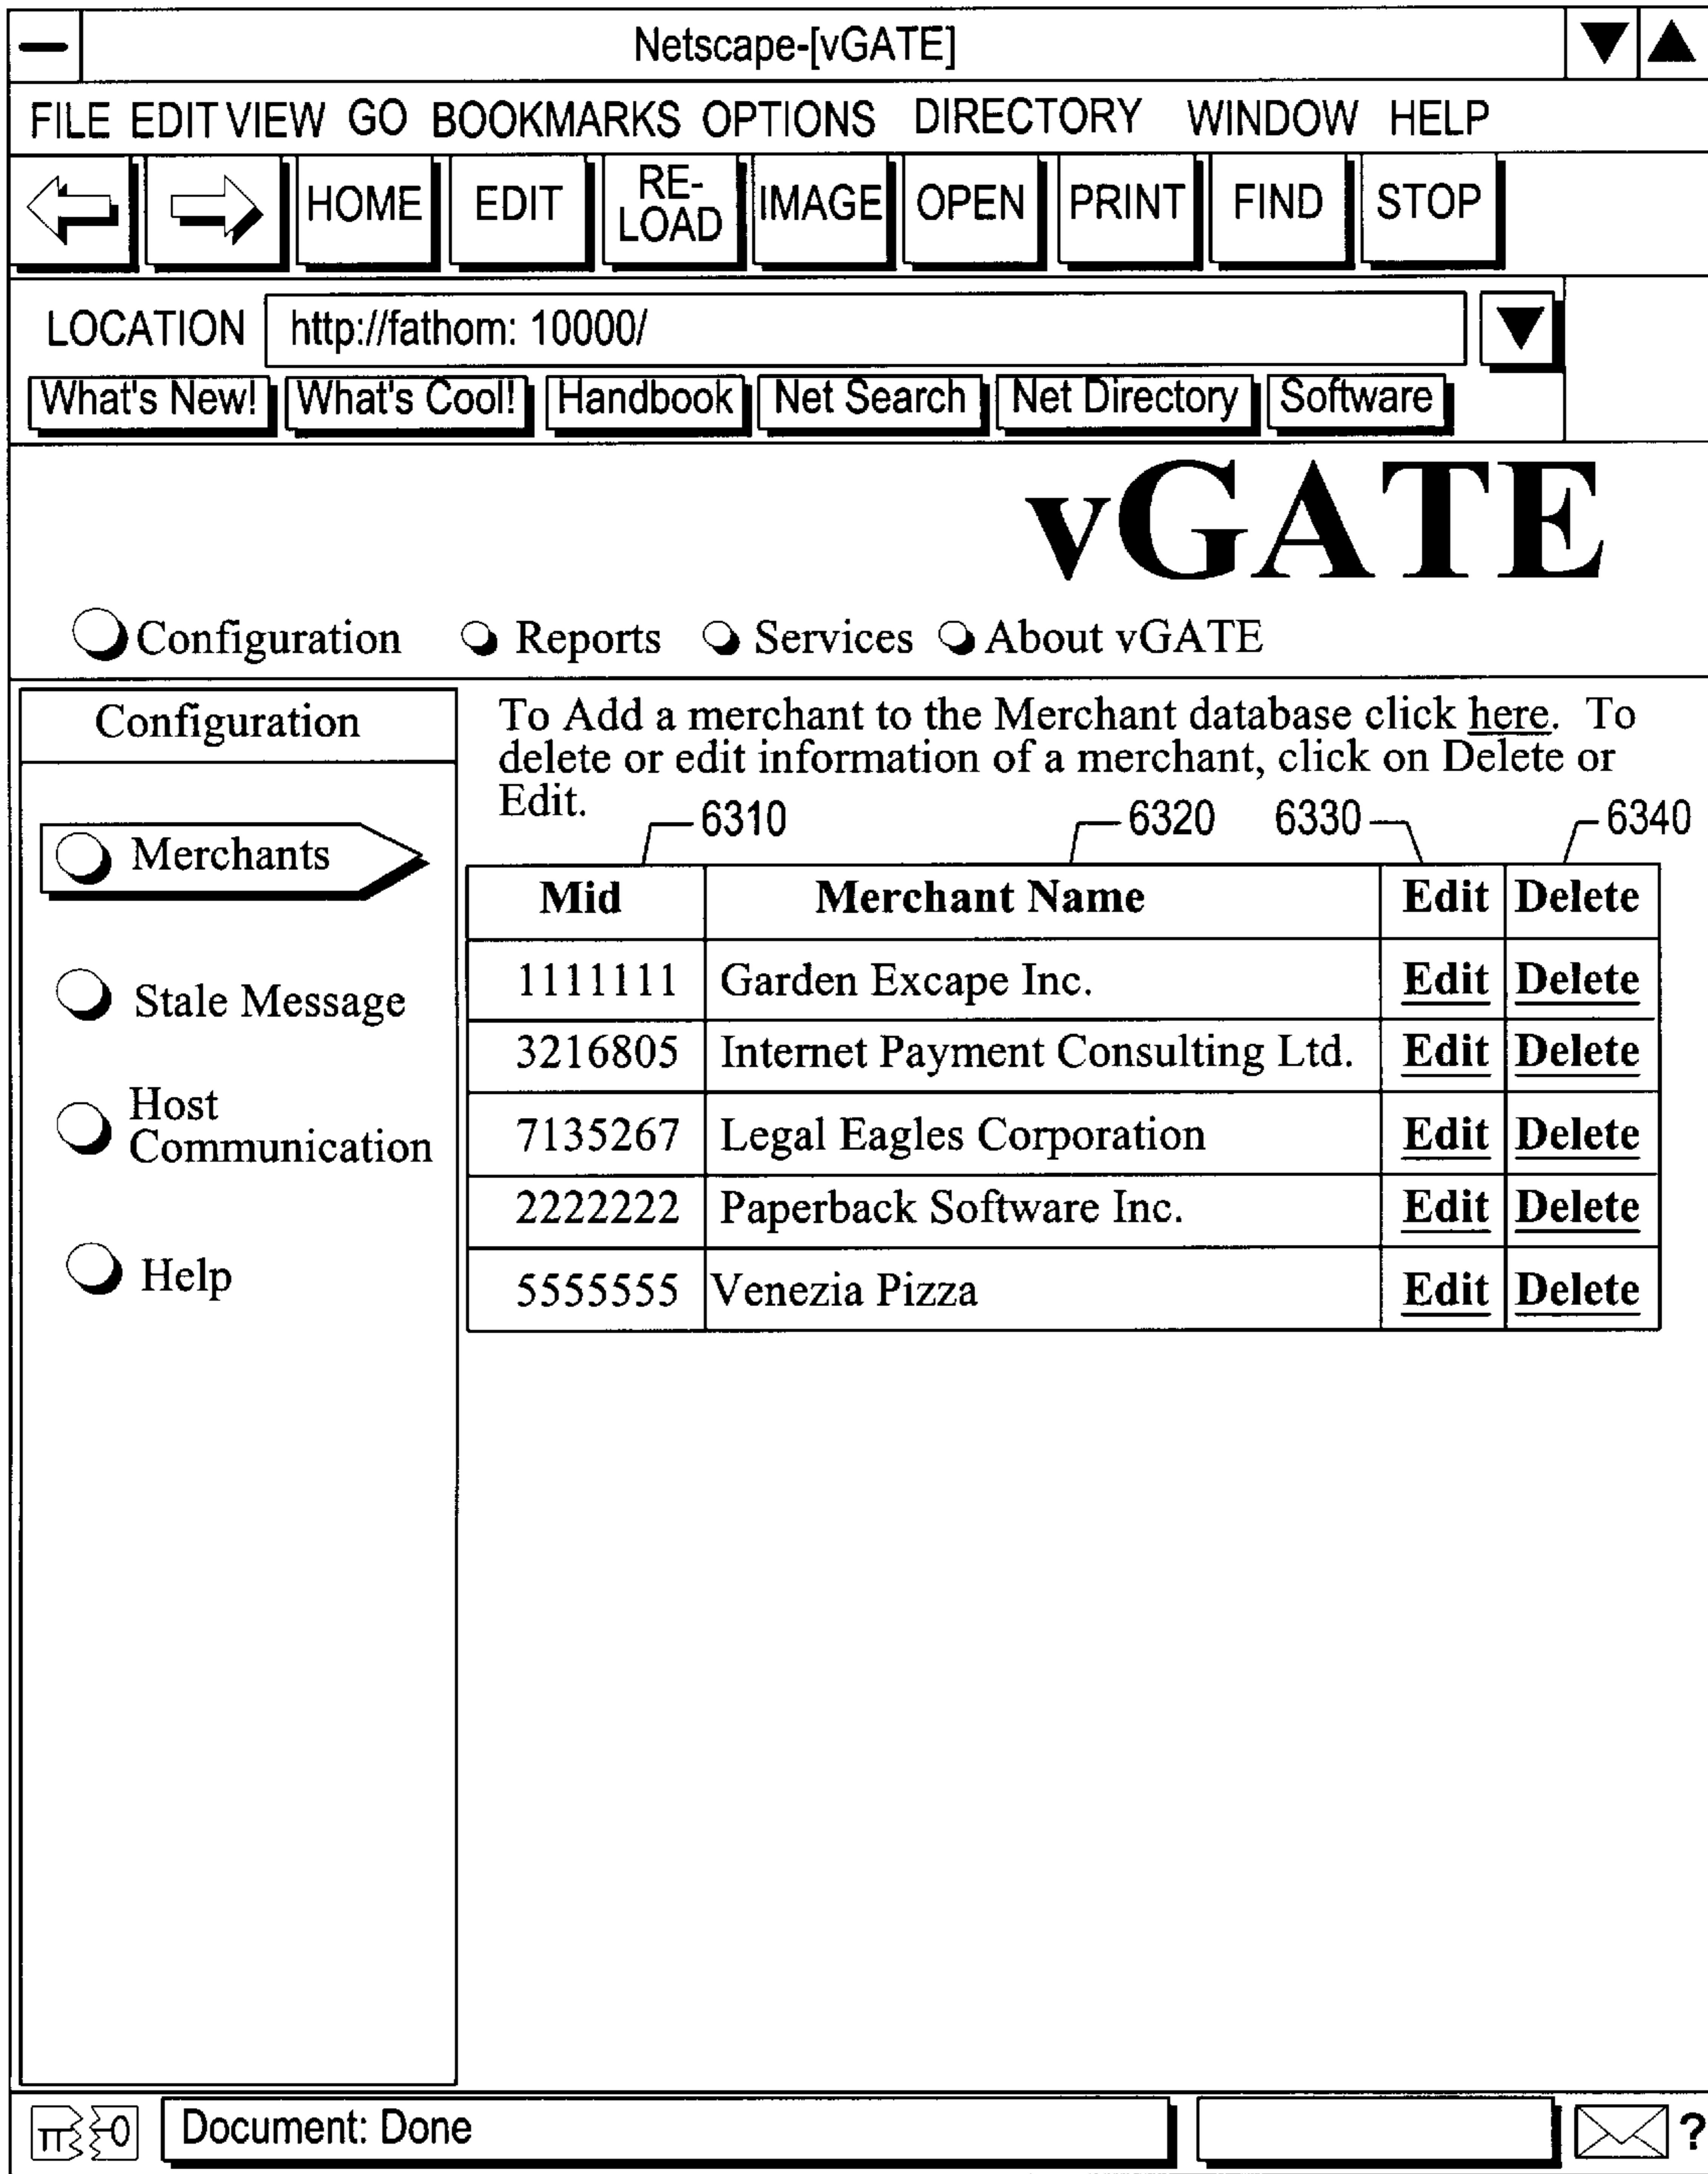 Netscape-[vGATE]
FILE EDIT VIEW GO BOOKMARKS OPTIONS DIRECTORY WINDOW HELP
HOME EDIT RE-LOAD IMAGE OPEN PRINT FIND STOP
LOCATION http://fathom: 10000/
What's New! What's Cool! Handbook Net Search Net Directory Software
vGATE
Configuration Reports Services About vGATE
Configuration
Merchants
Stale Message
Host
Communication
Help
To Add a merchant to the Merchant database click here. To
delete or edit information of a merchant, click on Delete or
Edit.
6310 6320 6330 6340
Mid Merchant Name Edit Delete
1111111 Garden Excape Inc. Edit Delete
3216805 Internet Payment Consulting Ltd. Edit Delete
7135267 Legal Eagles Corporation Edit Delete
2222222 Paperback Software Inc. Edit Delete
5555555 Venezia Pizza Edit Delete
Document: Done ?